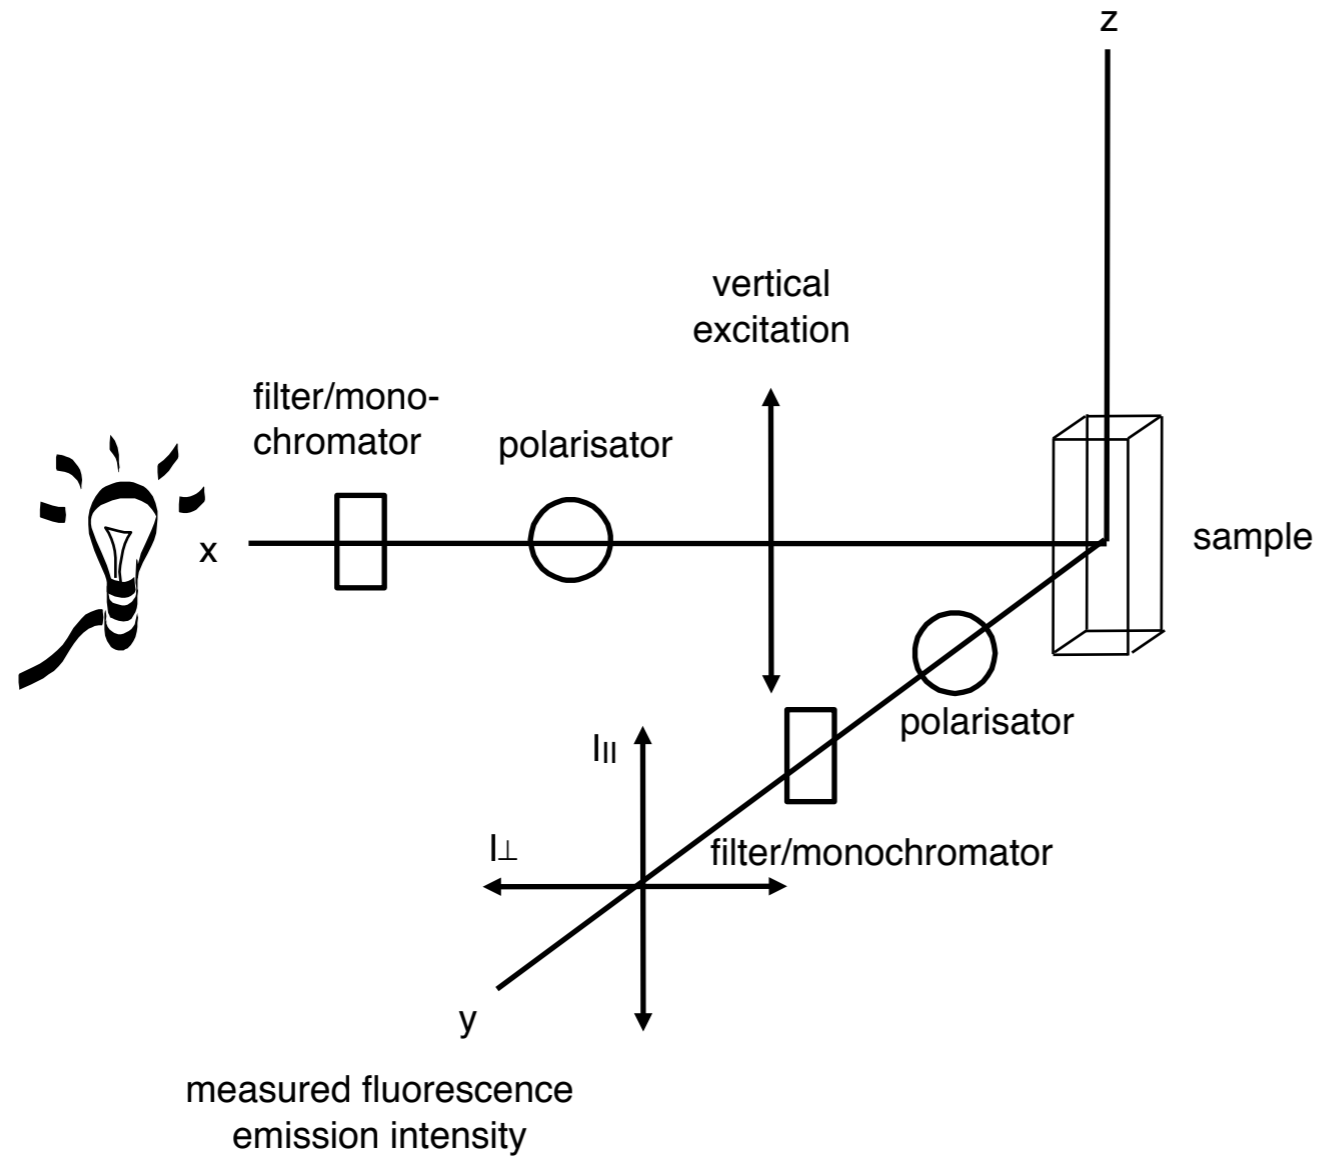 z
vertical
excitation
filter/mono-
chromator
polarisator
x
sample
polarisator
I||
I⊥
filter/monochromator
y
measured fluorescence
emission intensity